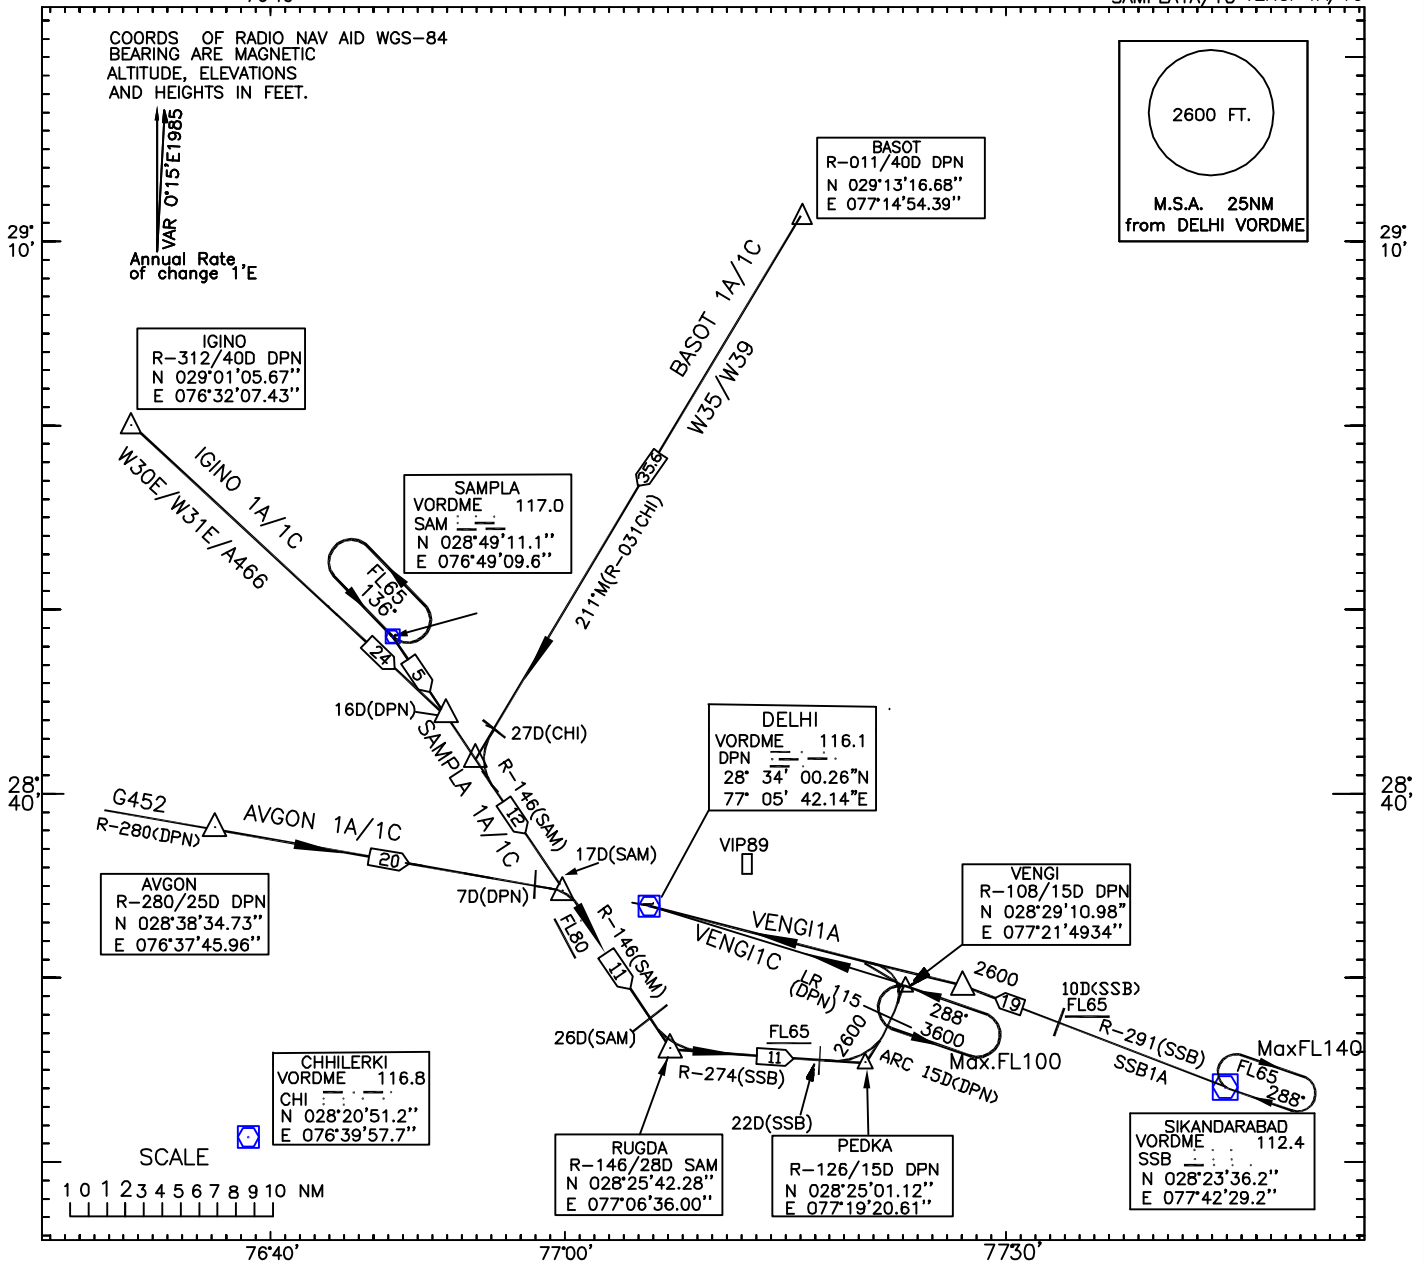 COORDS OF RADIO NAV AID WGS-84
BEARING ARE MAGNETIC
ALTITUDE, ELEVATIONS
AND HEIGHTS IN FEET.
VAR 0°15'E1985
Annual Rate
of change 1'E
2600 FT.
M.S.A. 25NM
from DELHI VORDME
BASOT
R-011/40D DPN
N 029°13'16.68''
E 077°14'54.39''
29°
10'
29°
10'
BASOT 1A/1C
W35/W39
35.6
211°M(R-031CHI)
27D(CHI)
IGINO
R-312/40D DPN
N 029°01'05.67''
E 076°32'07.43''
IGINO 1A/1C
W30E/W31E/A466
SAMPLA
VORDME 117.0
SAM
N 028°49'11.1''
E 076°49'09.6''
FL65
136°
24
5
16D(DPN)
SAMPLA 1A/1C
R-146(SAM)
12
DELHI
VORDME 116.1
DPN
28° 34' 00.26"N
77° 05' 42.14"E
28°
40'
28°
40'
G452
R-280(DPN)
AVGON 1A/1C
20
AVGON
R-280/25D DPN
N 028°38'34.73''
E 076°37'45.96''
7D(DPN)
17D(SAM)
VIP89
FL80
R-146(SAM)
11
26D(SAM)
VENGI
R-108/15D DPN
N 028°29'10.98"
E 077°21'4934''
VENGI1A
VENGI1C
LR 115
(DPN)
2600
19
10D(SSB)
FL65
R-291(SSB)
SSB1A
288°
3600
Max.FL100
2600
ARC 15D(DPN)
FL65
11
R-274(SSB)
22D(SSB)
MaxFL140
FL65
288°
CHHILERKI
VORDME 116.8
CHI
N 028°20'51.2''
E 076°39'57.7''
SIKANDARABAD
VORDME 112.4
SSB
N 028°23'36.2''
E 077°42'29.2''
RUGDA
R-146/28D SAM
N 028°25'42.28''
E 077°06'36.00''
PEDKA
R-126/15D DPN
N 028°25'01.12''
E 077°19'20.61''
SCALE
1 0 1 2 3 4 5 6 7 8 9 10 NM
76°40'
77°00'
77°30'